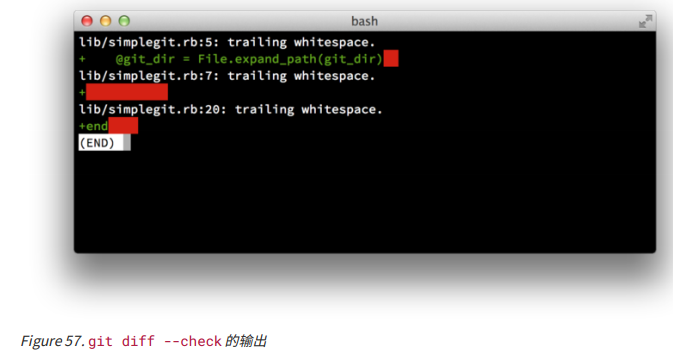 bash
lib/simplegit.rb:5: trailing whitespace.
+    @git_dir = File.expand_path(git_dir)
lib/simplegit.rb:7: trailing whitespace.
+
lib/simplegit.rb:20: trailing whitespace.
+end
(END)
Figure 57. git diff --check 的输出